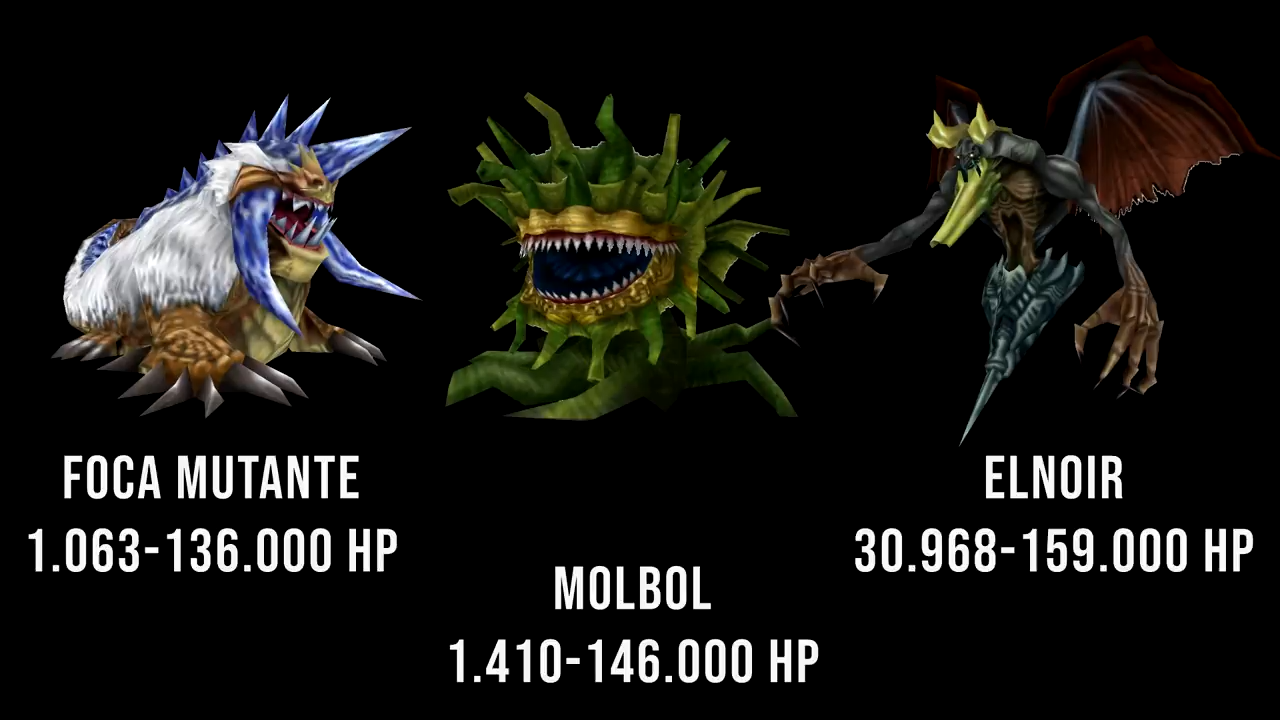 FOCA MUTANTE
1.063-136.000 HP
MOLBOL
1.410-146.000 HP
ELNOIR
30.968-159.000 HP